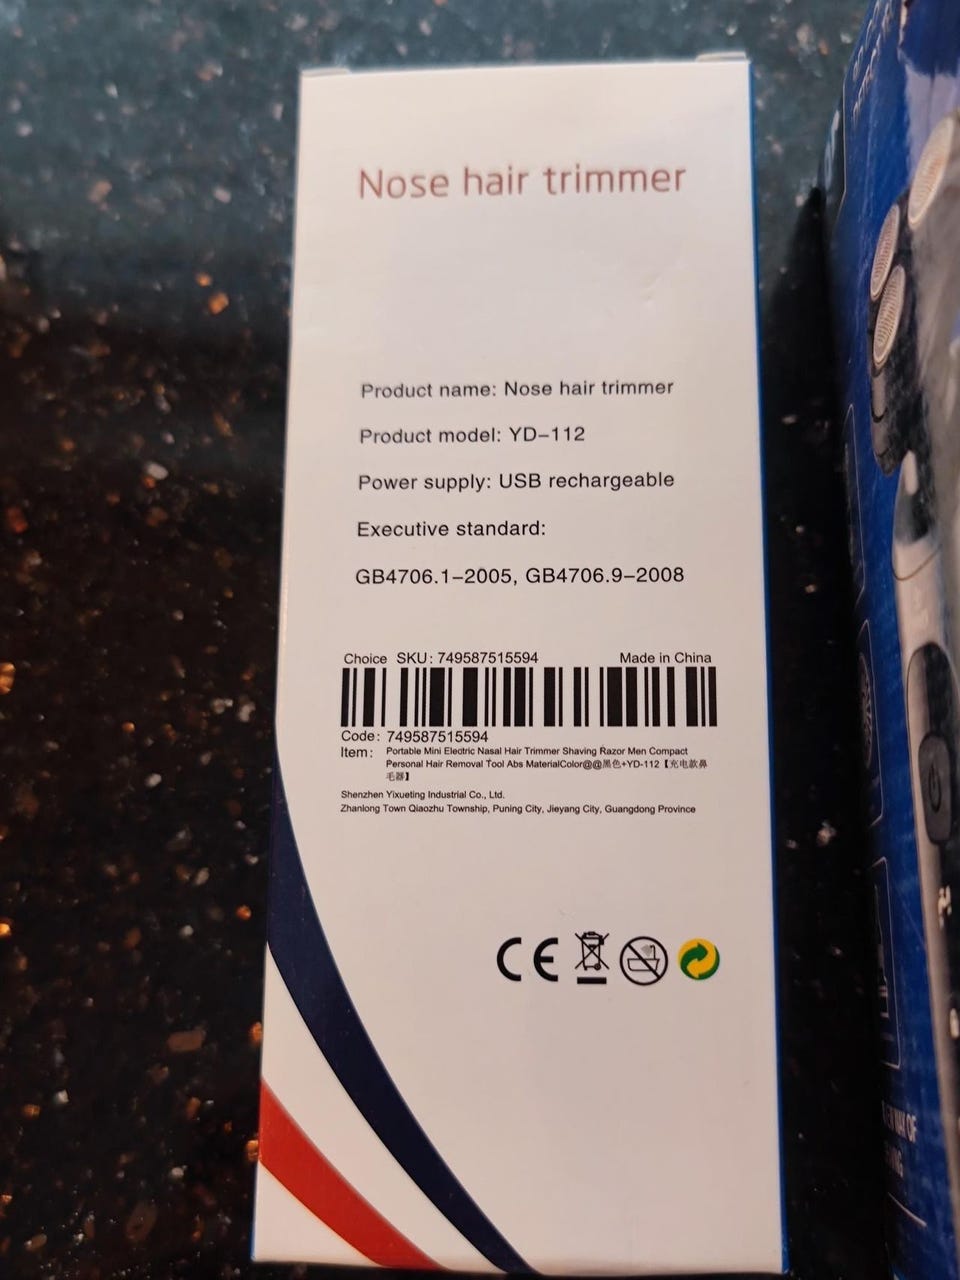 Nose hair trimmer
Product name: Nose hair trimmer
Product model: YD-112
Power supply: USB rechargeable
Executive standard:
GB4706.1-2005, GB4706.9-2008
Choice SKU: 749587515594 Made in China
Code: 749587515594
Item: Portable Mini Electric Nasal Hair Trimmer Shaving Razor Men Compact
Personal Hair Removal Tool Abs MaterialColor@@黑色+YD-112【充电款鼻
毛器】
Shenzhen Yixueting Industrial Co., Ltd.
Zhanlong Town Qiaozhu Township, Puning City, Jieyang City, Guangdong Province
CE
WAY OF